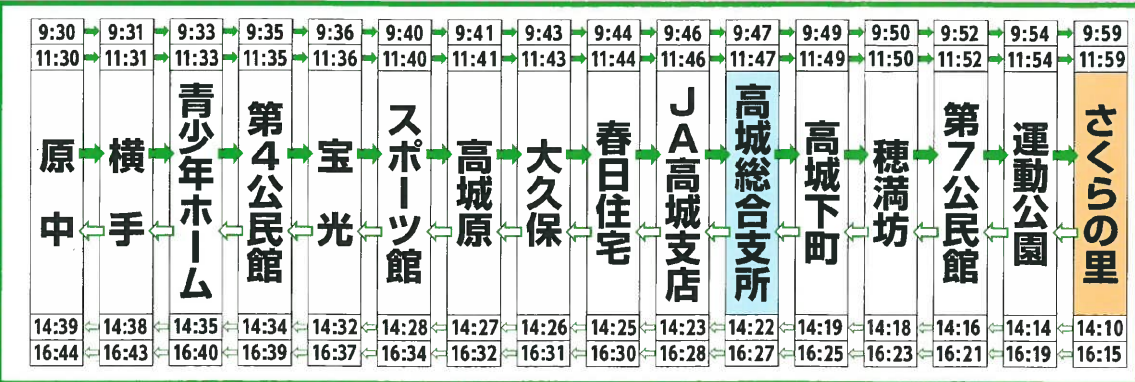 9:30 9:31 9:33 9:35 9:36 9:40 9:41 9:43 9:44 9:46 9:47 9:49 9:50 9:52 9:54 9:59
11:30 11:31 11:33 11:35 11:36 11:40 11:41 11:43 11:44 11:46 11:47 11:49 11:50 11:52 11:54 11:59
原中
横手
青少年ホーム
第4公民館
宝光
スポーツ館
高城原
大久保
春日住宅
JA高城支店
高城総合支所
高城下町
穂満坊
第7公民館
運動公園
さくらの里
14:39 14:38 14:35 14:34 14:32 14:28 14:27 14:26 14:25 14:23 14:22 14:19 14:18 14:16 14:14 14:10
16:44 16:43 16:40 16:39 16:37 16:34 16:32 16:31 16:30 16:28 16:27 16:25 16:23 16:21 16:19 16:15